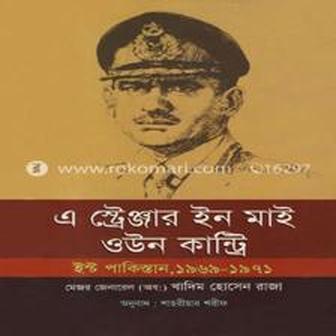 www.rokomari.com 16297
এ স্ট্রেঞ্জার ইন মাই
ওউন কান্ট্রি
ইস্ট পাকিস্তান, ১৯৬৯-১৯৭১
মেজর জেনারেল (অবঃ) খাদিম হোসেন রাজা
অনুবাদ : শাহরীয়ার শরীফ